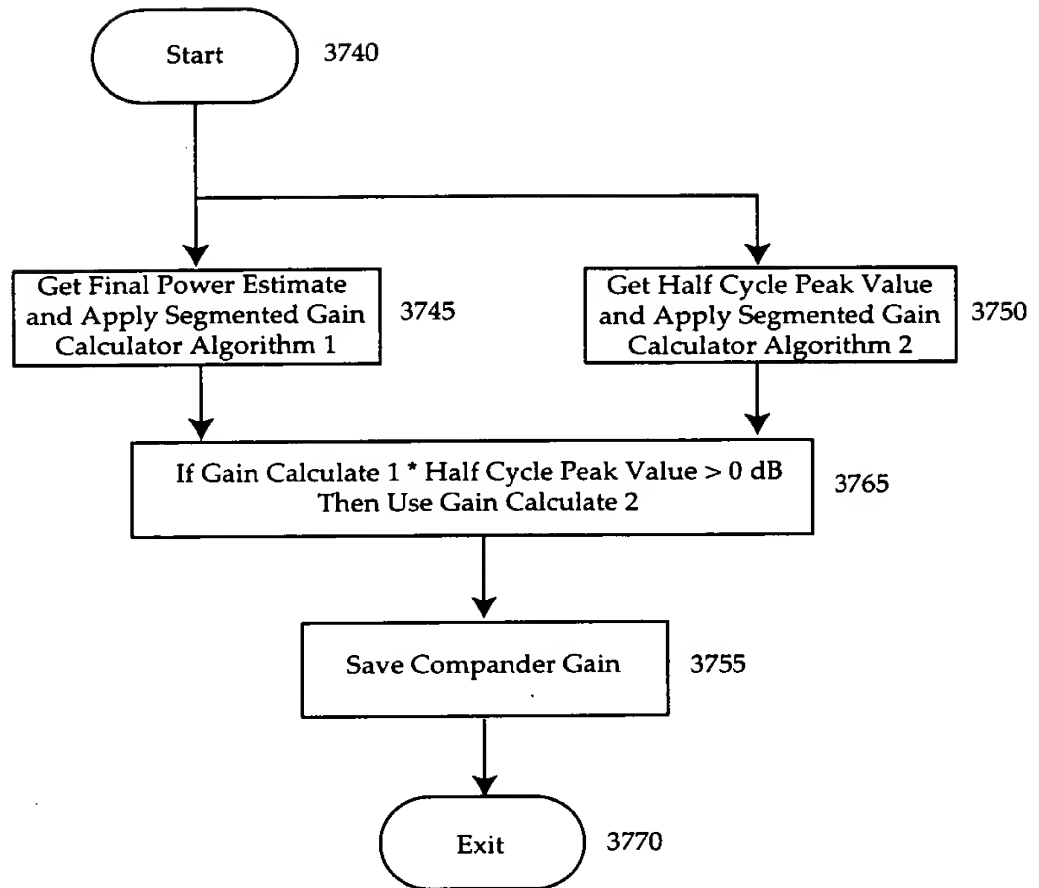 Start
3740
Get Final Power Estimate
and Apply Segmented Gain
Calculator Algorithm 1
3745
Get Half Cycle Peak Value
and Apply Segmented Gain
Calculator Algorithm 2
3750
If Gain Calculate 1 * Half Cycle Peak Value > 0 dB
Then Use Gain Calculate 2
3765
Save Compander Gain
3755
Exit
3770